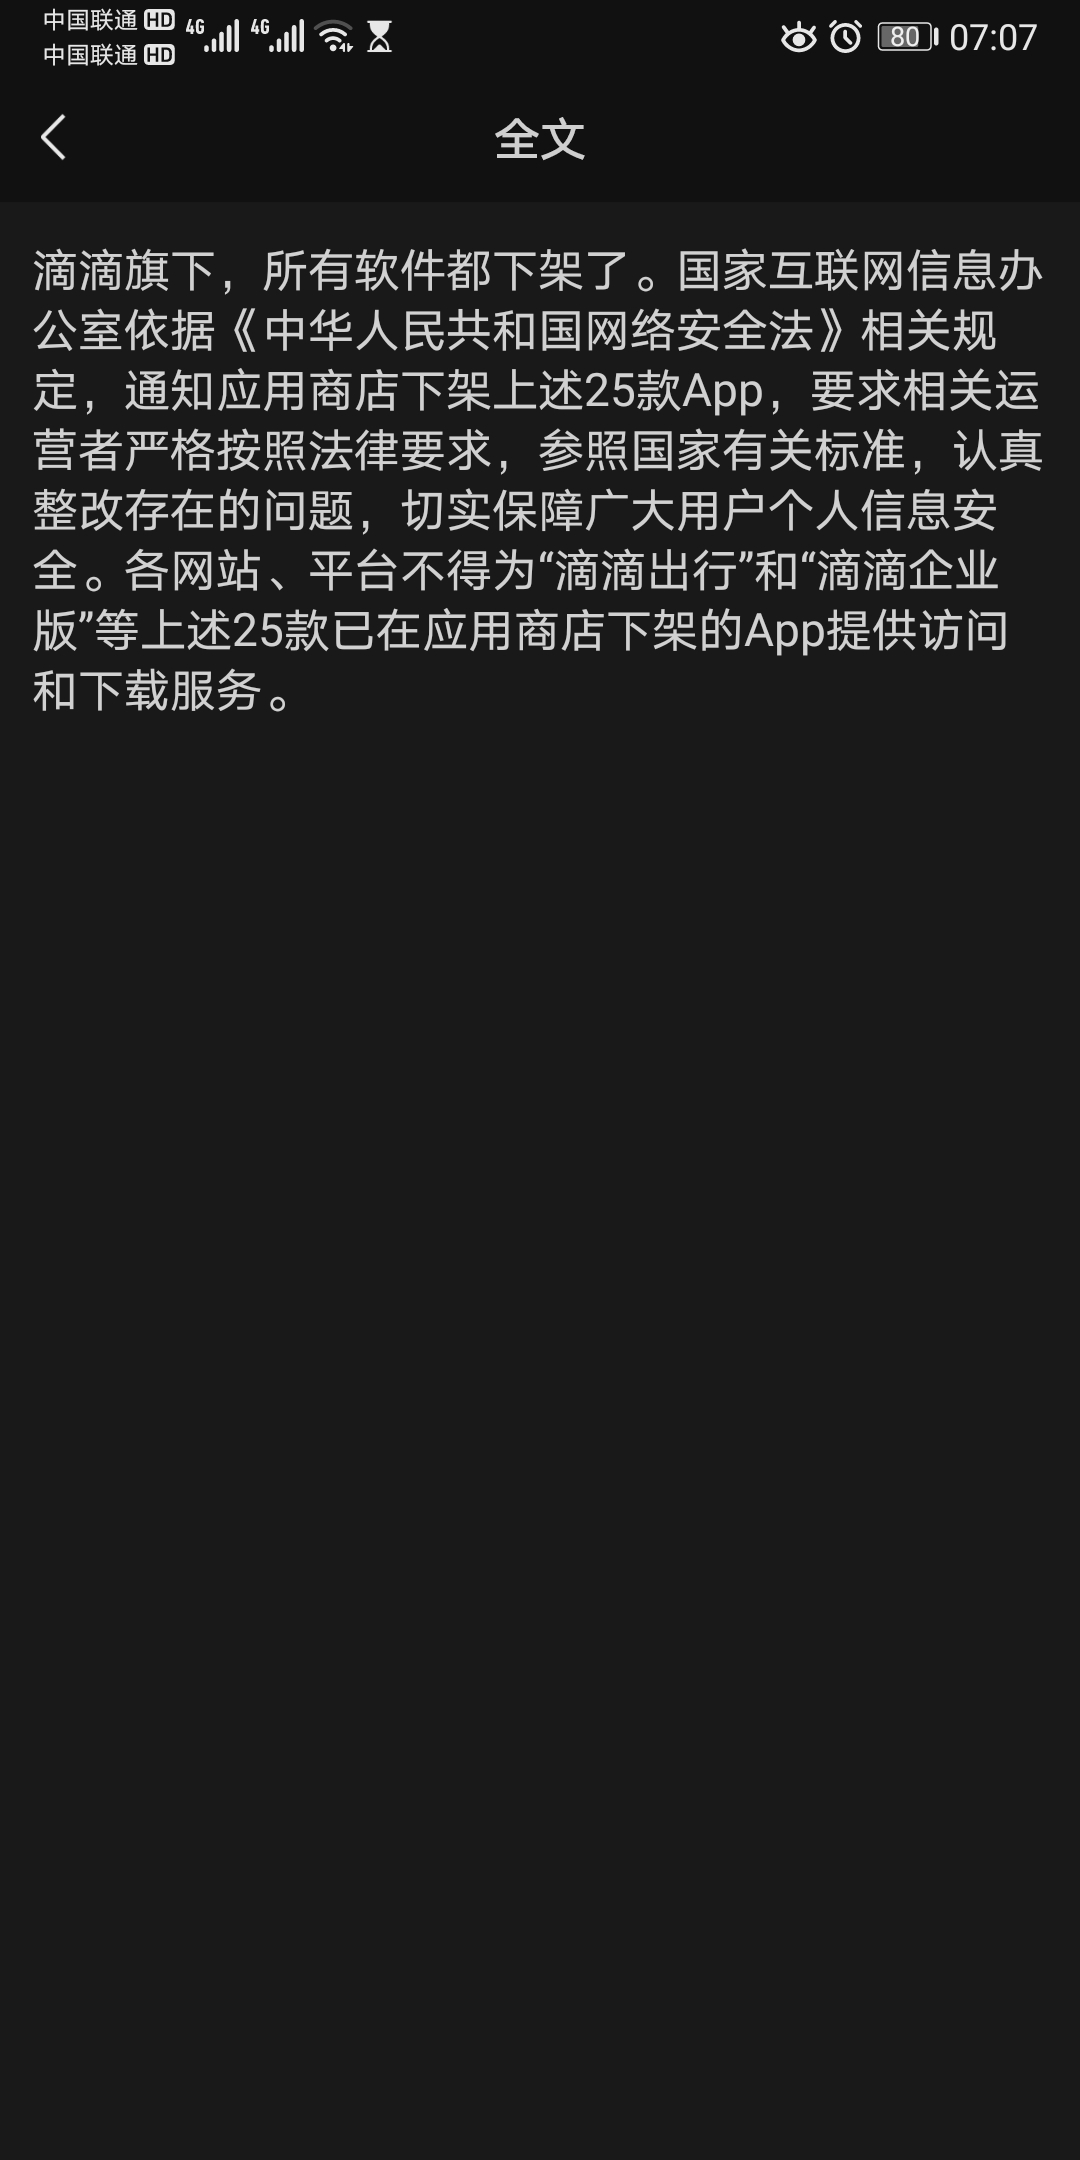 中国联通 HD 4G 4G 80 07:07
中国联通 HD
全文
滴滴旗下，所有软件都下架了。国家互联网信息办
公室依据《中华人民共和国网络安全法》相关规
定，通知应用商店下架上述25款App，要求相关运
营者严格按照法律要求，参照国家有关标准，认真
整改存在的问题，切实保障广大用户个人信息安
全。各网站、平台不得为“滴滴出行”和“滴滴企业
版”等上述25款已在应用商店下架的App提供访问
和下载服务。